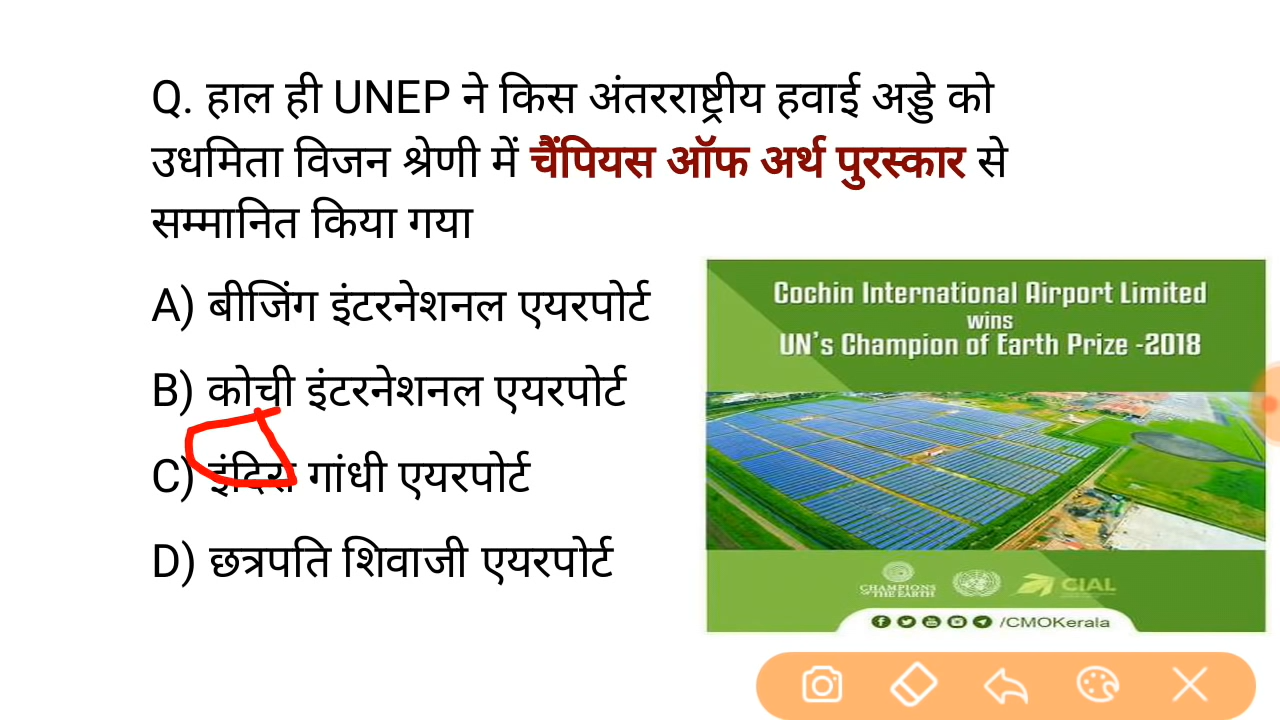 Q. हाल ही UNEP ने किस अंतरराष्ट्रीय हवाई अड्डे को
उधमिता विजन श्रेणी में चैंपियस ऑफ अर्थ पुरस्कार से
सम्मानित किया गया
A) बीजिंग इंटरनेशनल एयरपोर्ट
B) कोची इंटरनेशनल एयरपोर्ट
C) इंदिरा गांधी एयरपोर्ट
D) छत्रपति शिवाजी एयरपोर्ट
Cochin International Airport Limited
wins
UN's Champion of Earth Prize -2018
CHAMPIONS
OF THE EARTH
CIAL
/CMOKerala